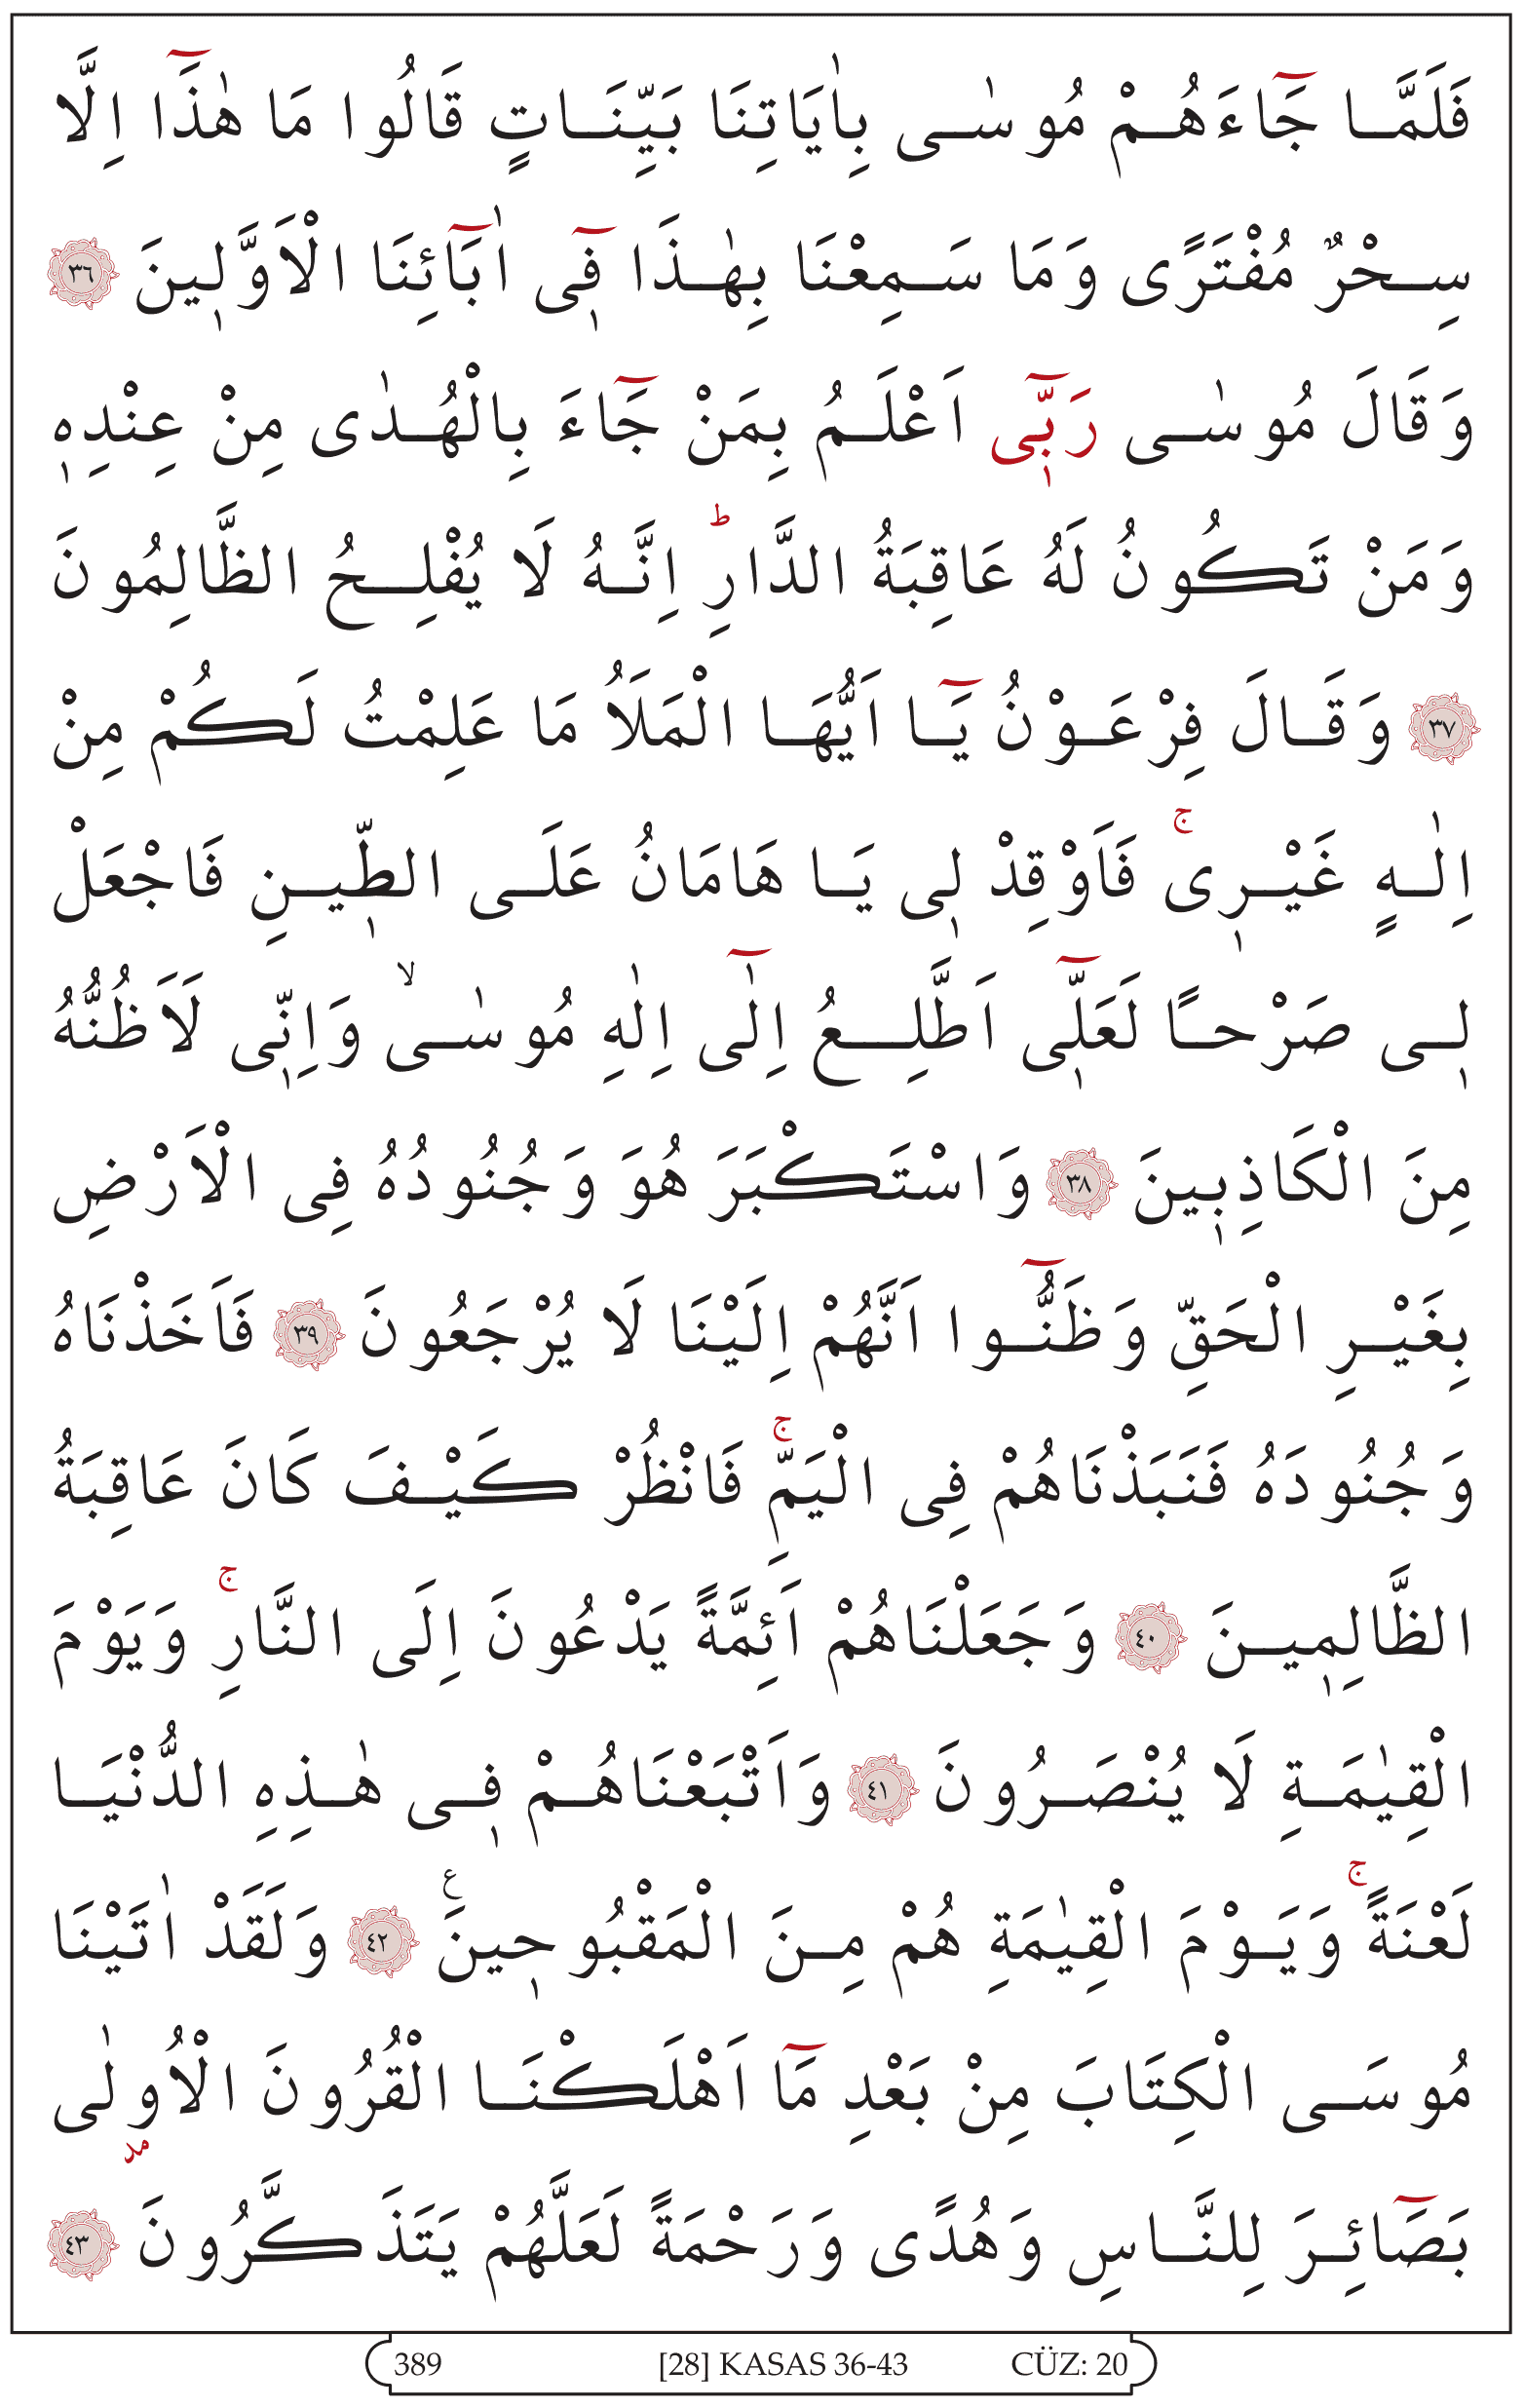 فَلَمَّا جَٓاءَهُمْ مُوسٰى بِاٰيَاتِنَا بَيِّنَاتٍ قَالُوا مَا هٰذَٓا اِلَّا
سِحْرٌ مُفْتَرًى وَمَا سَمِعْنَا بِهٰذَا ف۪ٓى اٰبَٓائِنَا الْاَوَّل۪ينَ ﴿٣٦﴾
وَقَالَ مُوسٰى رَبّ۪ٓى اَعْلَمُ بِمَنْ جَٓاءَ بِالْهُدٰى مِنْ عِنْدِه۪
وَمَنْ تَكُونُ لَهُ عَاقِبَةُ الدَّارِۜ اِنَّهُ لَا يُفْلِحُ الظَّالِمُونَ
﴿٣٧﴾ وَقَالَ فِرْعَوْنُ يَٓا اَيُّهَا الْمَلَاُ مَا عَلِمْتُ لَكُمْ مِنْ
اِلٰهٍ غَيْر۪ىۚ فَاَوْقِدْ ل۪ى يَا هَامَانُ عَلَى الطّ۪ينِ فَاجْعَلْ
ل۪ى صَرْحًا لَعَلّ۪ٓى اَطَّلِعُ اِلٰٓى اِلٰهِ مُوسٰىۙ وَاِنّ۪ى لَاَظُنُّهُ
مِنَ الْكَاذِب۪ينَ ﴿٣٨﴾ وَاسْتَكْبَرَ هُوَ وَجُنُودُهُ فِى الْاَرْضِ
بِغَيْرِ الْحَقِّ وَظَنُّٓوا اَنَّهُمْ اِلَيْنَا لَا يُرْجَعُونَ ﴿٣٩﴾ فَاَخَذْنَاهُ
وَجُنُودَهُ فَنَبَذْنَاهُمْ فِى الْيَمِّۚ فَانْظُرْ كَيْفَ كَانَ عَاقِبَةُ
الظَّالِم۪ينَ ﴿٤٠﴾ وَجَعَلْنَاهُمْ اَئِمَّةً يَدْعُونَ اِلَى النَّارِۚ وَيَوْمَ
الْقِيٰمَةِ لَا يُنْصَرُونَ ﴿٤١﴾ وَاَتْبَعْنَاهُمْ ف۪ى هٰذِهِ الدُّنْيَا
لَعْنَةًۚ وَيَوْمَ الْقِيٰمَةِ هُمْ مِنَ الْمَقْبُوح۪ينَ ع ﴿٤٢﴾ وَلَقَدْ اٰتَيْنَا
مُوسَى الْكِتَابَ مِنْ بَعْدِ مَٓا اَهْلَكْنَا الْقُرُونَ الْاُولٰى
بَصَٓائِرَ لِلنَّاسِ وَهُدًى وَرَحْمَةً لَعَلَّهُمْ يَتَذَكَّرُونَ ﴿٤٣﴾
389 [28] KASAS 36-43 CÜZ: 20